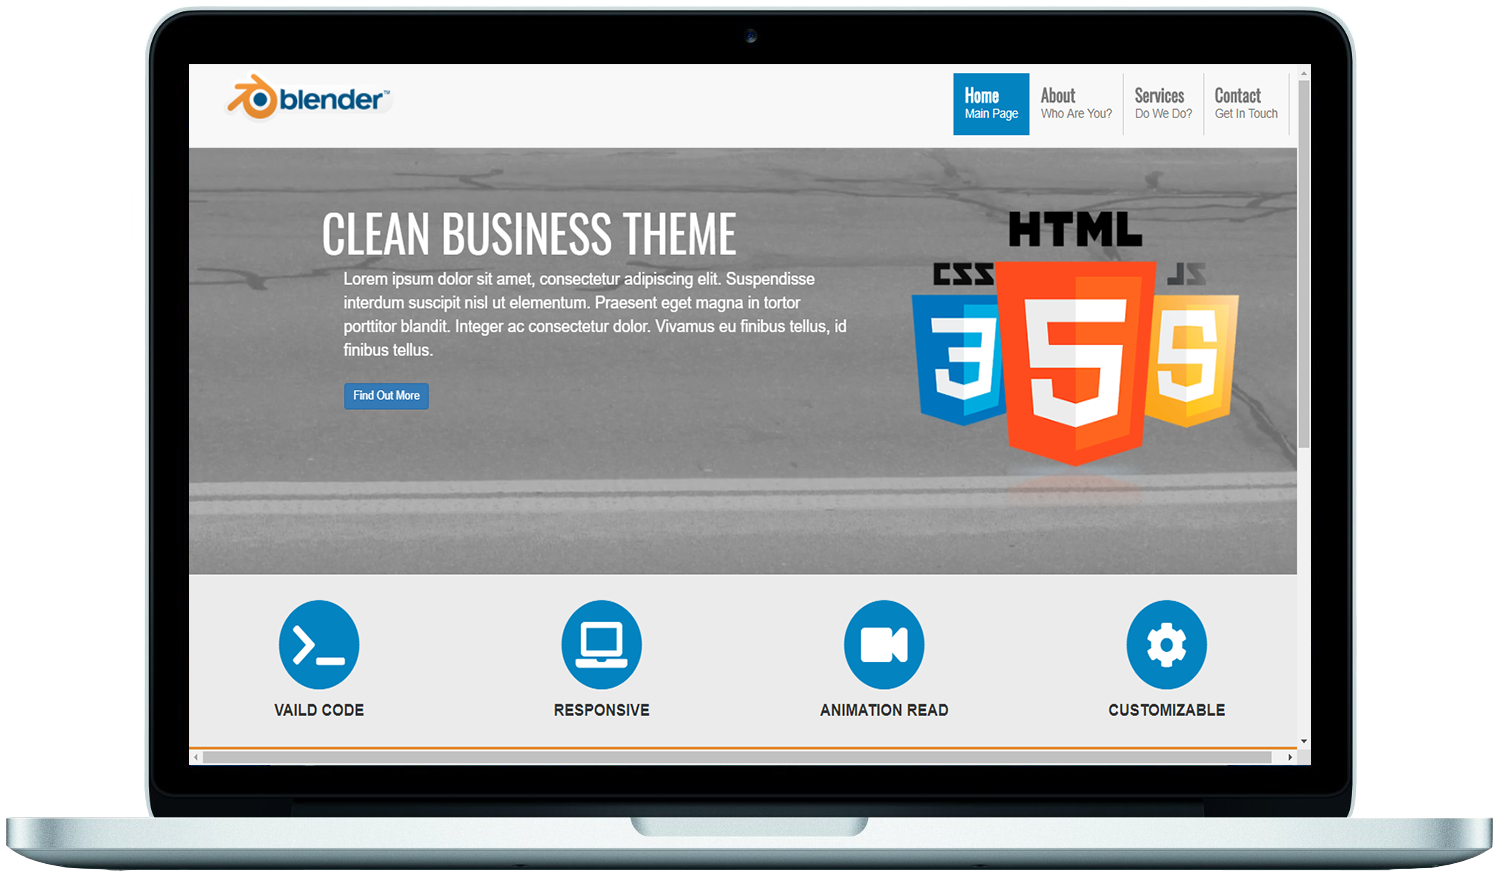 blender™
Home
Main Page
About
Who Are You?
Services
Do We Do?
Contact
Get In Touch
CLEAN BUSINESS THEME
Lorem ipsum dolor sit amet, consectetur adipiscing elit. Suspendisse
interdum suscipit nisl ut elementum. Praesent eget magna in tortor
porttitor blandit. Integer ac consectetur dolor. Vivamus eu finibus tellus, id
finibus tellus.
Find Out More
HTML
CSS
JS
3
5
VAILD CODE
RESPONSIVE
ANIMATION READ
CUSTOMIZABLE